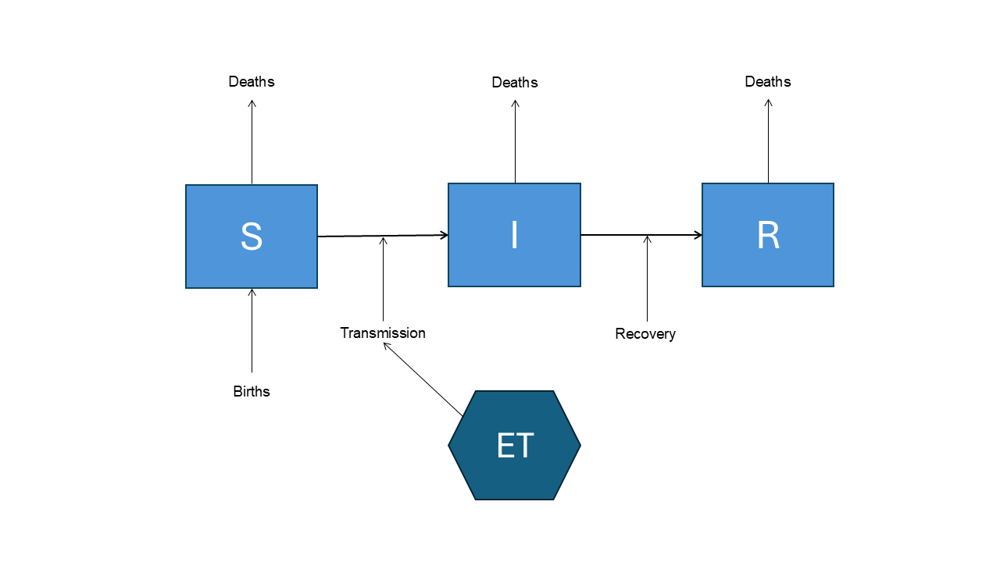 Deaths
Deaths
Deaths
S
I
R
Transmission
Recovery
Births
ET